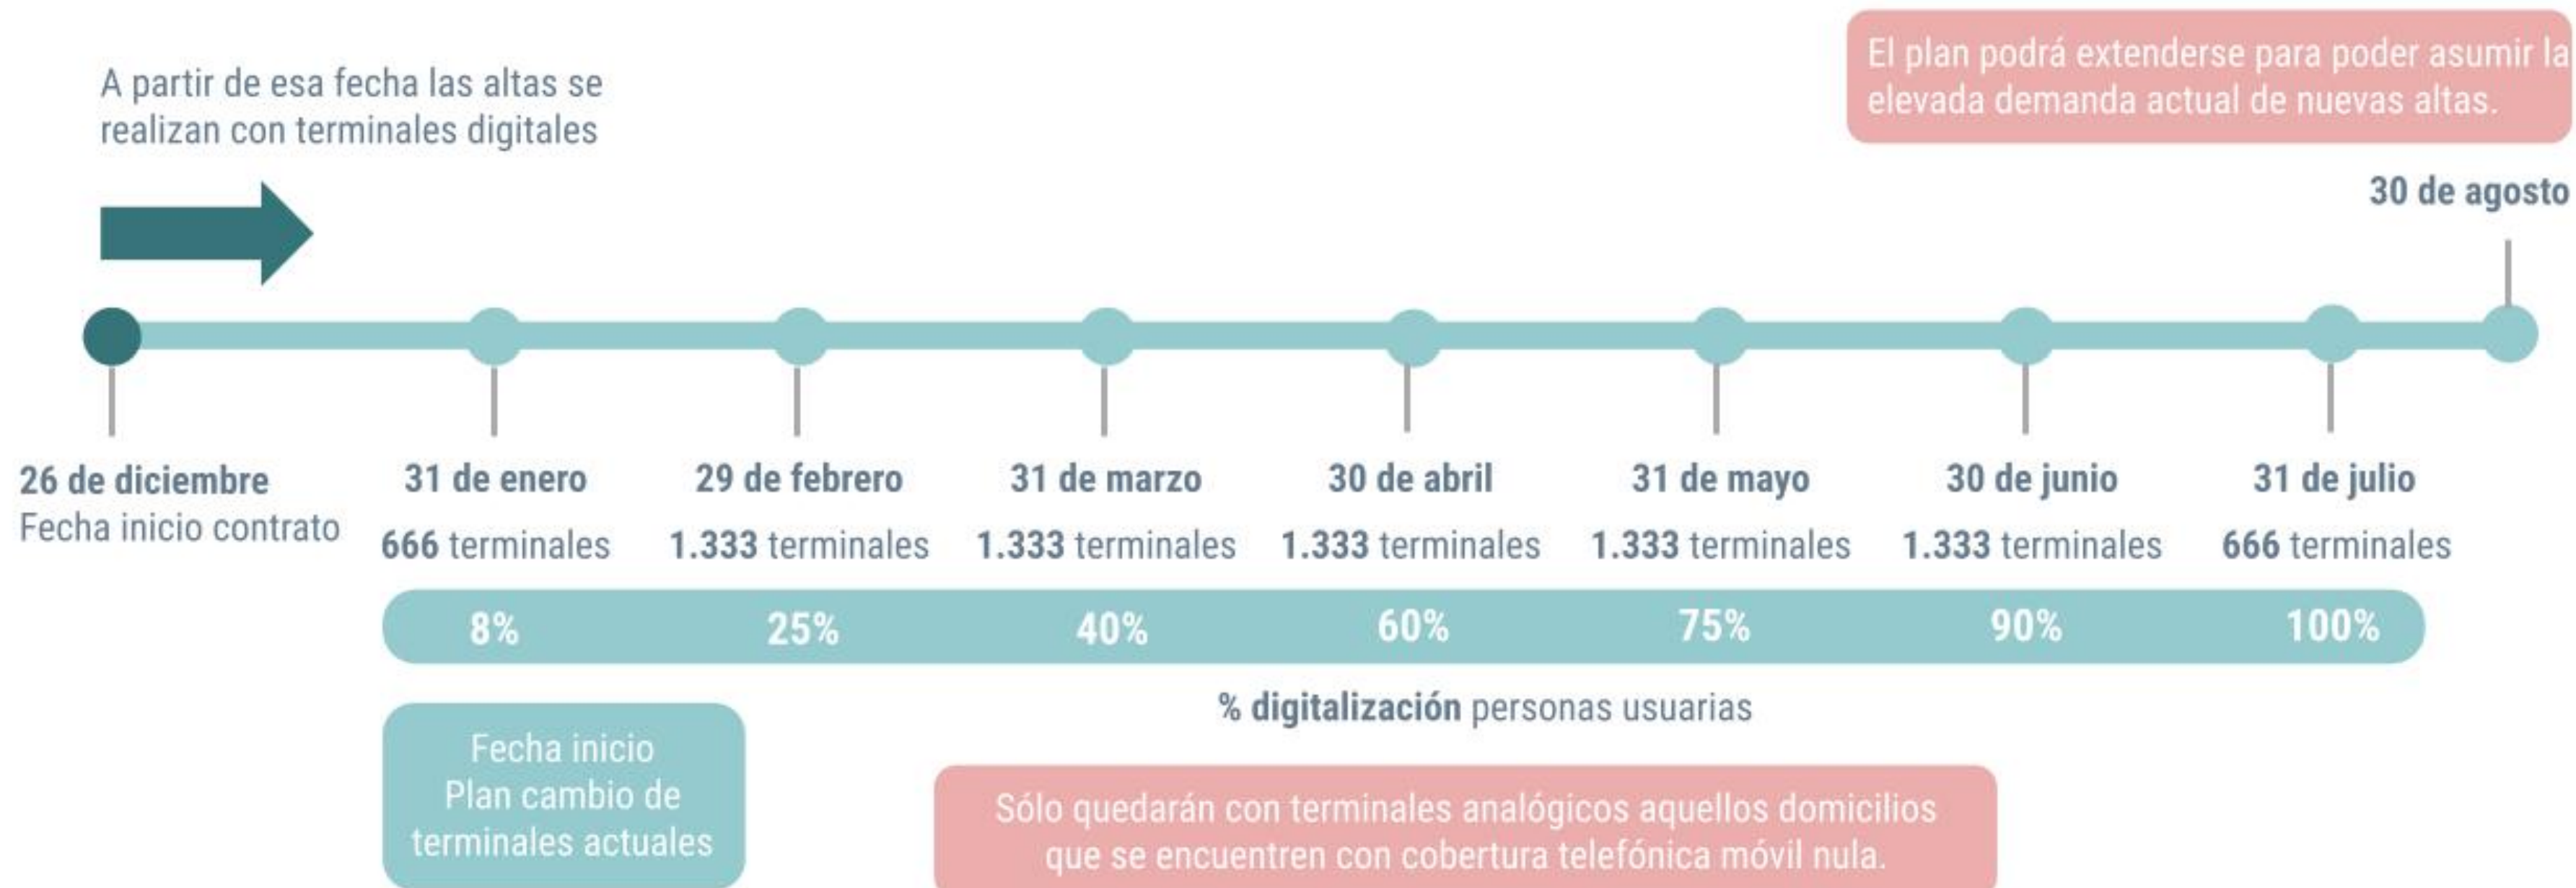 A partir de esa fecha las altas se
realizan con terminales digitales
El plan podrá extenderse para poder asumir la
elevada demanda actual de nuevas altas.
30 de agosto
26 de diciembre
Fecha inicio contrato
31 de enero
29 de febrero
31 de marzo
30 de abril
31 de mayo
30 de junio
31 de julio
666 terminales
1.333 terminales
1.333 terminales
1.333 terminales
1.333 terminales
1.333 terminales
666 terminales
8%
25%
40%
60%
75%
90%
100%
% digitalización personas usuarias
Fecha inicio
Plan cambio de
terminales actuales
Sólo quedarán con terminales analógicos aquellos domicilios
que se encuentren con cobertura telefónica móvil nula.